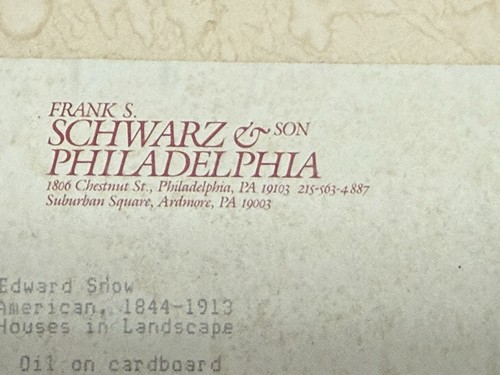 FRANK S.
SCHWARZ & SON
PHILADELPHIA
1806 Chestnut St., Philadelphia, PA 19103 215-563-4887
Suburban Square, Ardmore, PA 19003
Edward Snow
American, 1844-1913
Houses in Landscape
Oil on cardboard